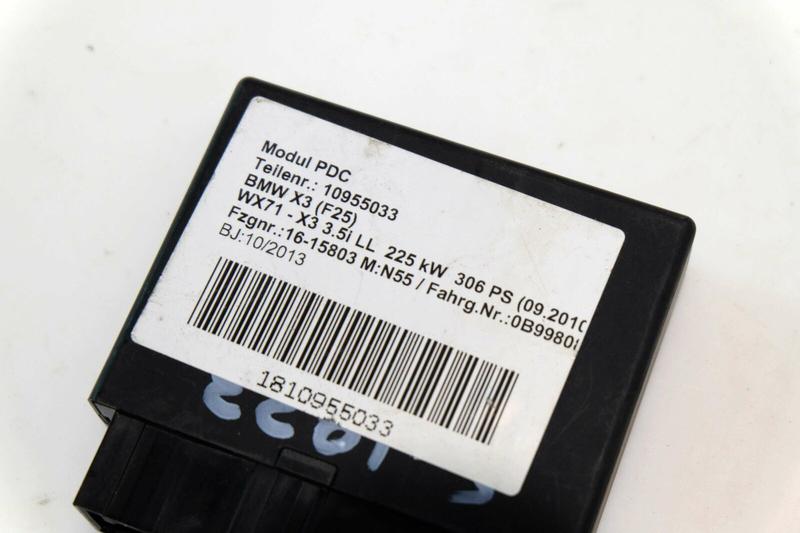 Modul PDC
Teilenr.: 10955033
BMW X3 (F25)
WX71 - X3 3.5i LL 225 kW 306 PS (09.2010
Fzgnr.:16-15803 M:N55 / Fahrg.Nr.:0B9980
BJ:10/2013
1810955033